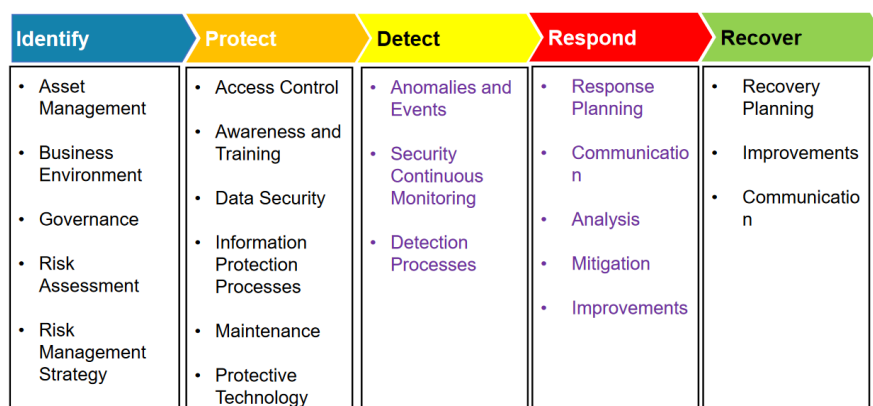 Identify
Protect
Detect
Respond
Recover
• Asset
Management
• Business
Environment
• Governance
• Risk
Assessment
• Risk
Management
Strategy
• Access Control
• Awareness and
Training
• Data Security
• Information
Protection
Processes
• Maintenance
• Protective
Technology
• Anomalies and
Events
• Security
Continuous
Monitoring
• Detection
Processes
• Response
Planning
• Communicatio
n
• Analysis
• Mitigation
• Improvements
• Recovery
Planning
• Improvements
• Communicatio
n